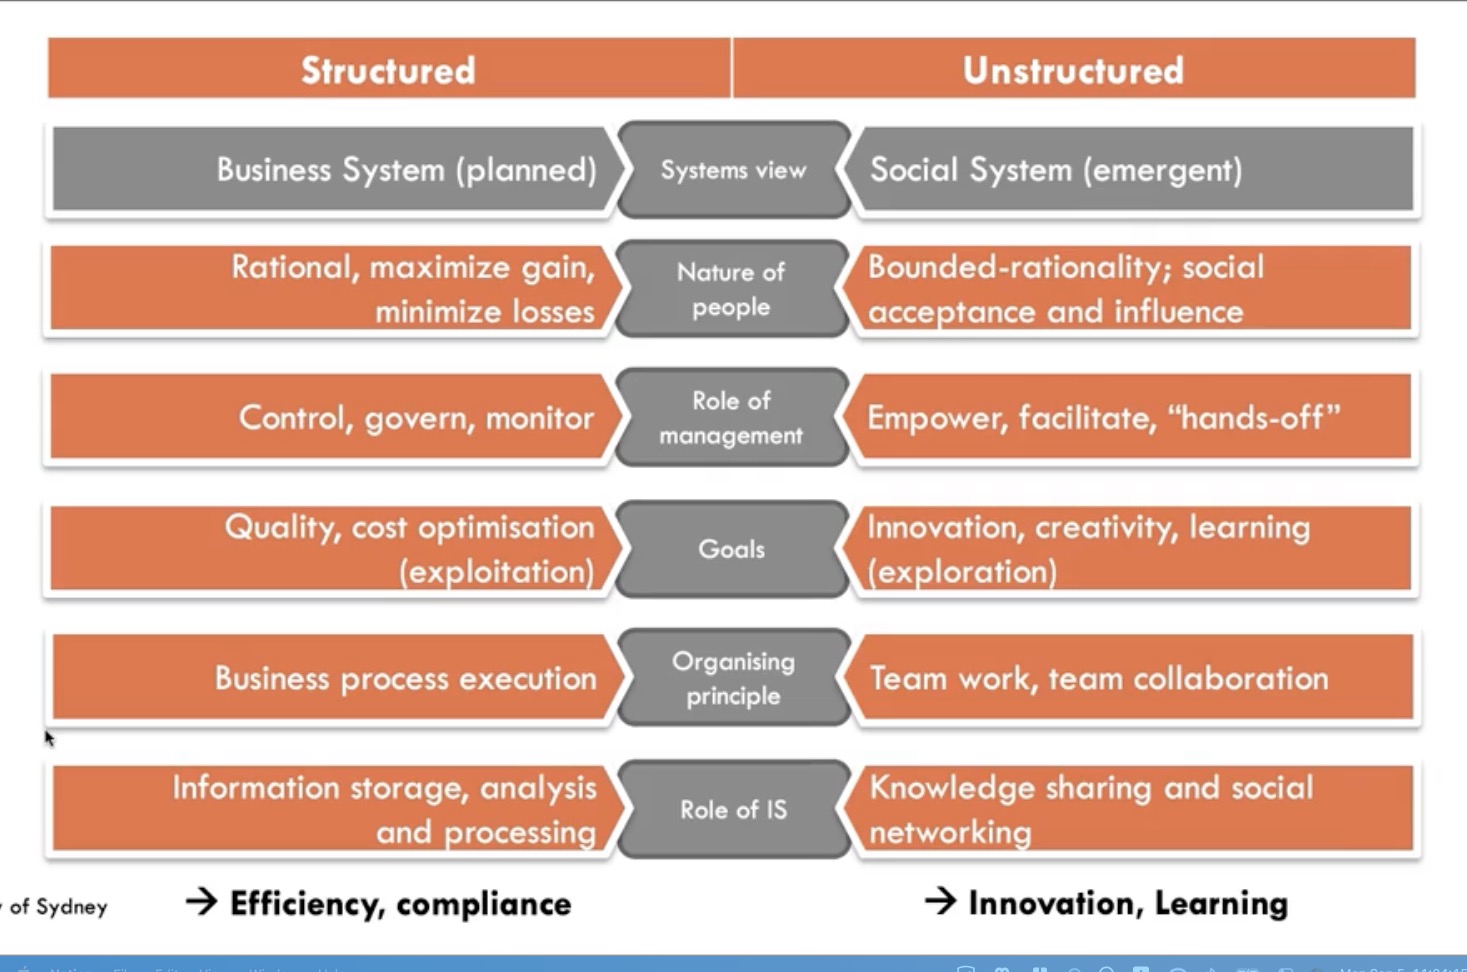 Structured
Unstructured
Business System (planned)
Systems view
Social System (emergent)
Rational, maximize gain,
minimize losses
Nature of
people
Bounded-rationality; social
acceptance and influence
Control, govern, monitor
Role of
management
Empower, facilitate, “hands-off”
Quality, cost optimisation
(exploitation)
Goals
Innovation, creativity, learning
(exploration)
Business process execution
Organising
principle
Team work, team collaboration
Information storage, analysis
and processing
Role of IS
Knowledge sharing and social
networking
of Sydney
→ Efficiency, compliance
→ Innovation, Learning